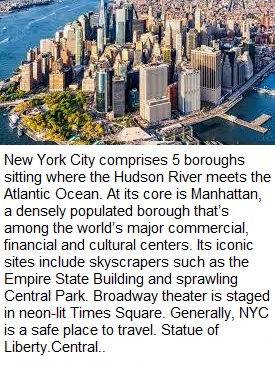 New York City comprises 5 boroughs
sitting where the Hudson River meets the
Atlantic Ocean. At its core is Manhattan,
a densely populated borough that's
among the world's major commercial,
financial and cultural centers. Its iconic
sites include skyscrapers such as the
Empire State Building and sprawling
Central Park. Broadway theater is staged
in neon-lit Times Square. Generally, NYC
is a safe place to travel. Statue of
Liberty.Central..